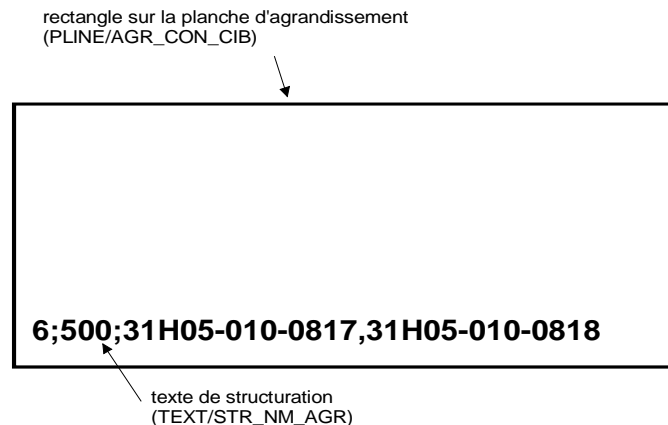 rectangle sur la planche d'agrandissement
(PLINE/AGR_CON_CIB)
6;500;31H05-010-0817,31H05-010-0818
texte de structuration
(TEXT/STR_NM_AGR)